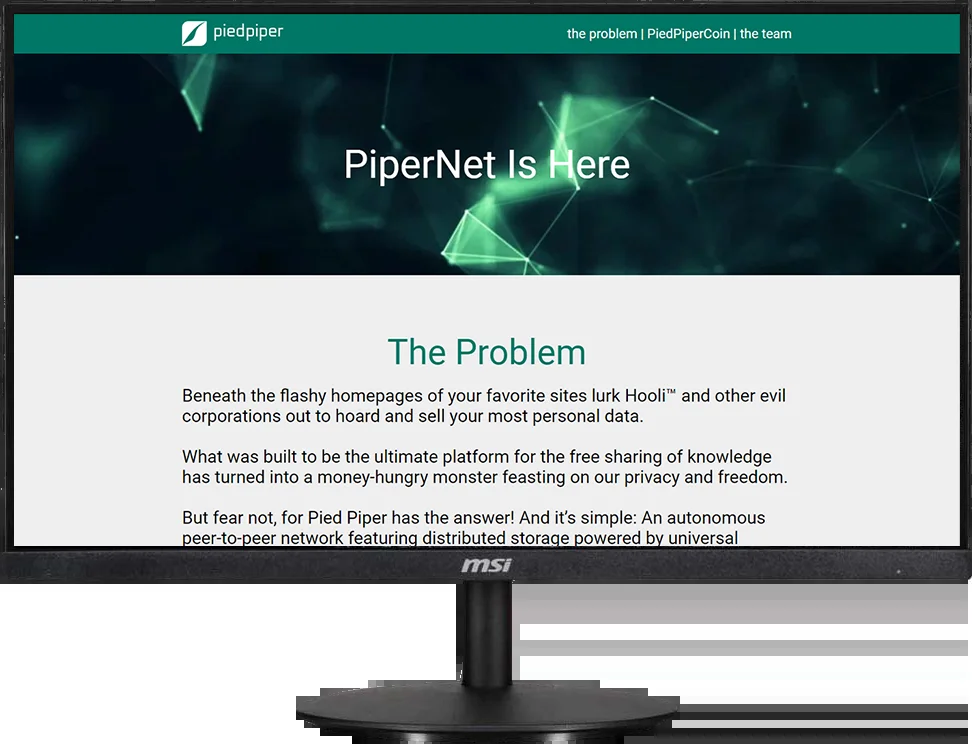 piedpiper
the problem | PiedPiperCoin | the team
PiperNet Is Here
The Problem
Beneath the flashy homepages of your favorite sites lurk Hooli™ and other evil
corporations out to hoard and sell your most personal data.
What was built to be the ultimate platform for the free sharing of knowledge
has turned into a money-hungry monster feasting on our privacy and freedom.
But fear not, for Pied Piper has the answer! And it’s simple: An autonomous
peer-to-peer network featuring distributed storage powered by universal
msi